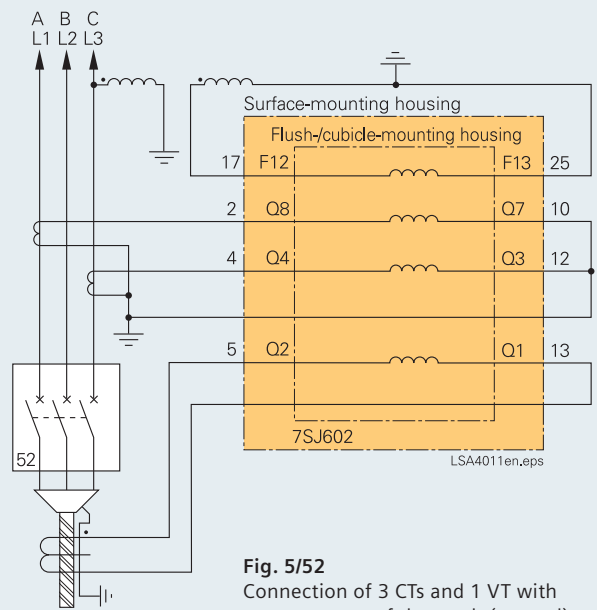 A B C
L1 L2 L3
Surface-mounting housing
Flush-/cubicle-mounting housing
17 F12 F13 25
2 Q8 Q7 10
4 Q4 Q3 12
5 Q2 Q1 13
52
7SJ602
LSA4011en.eps
Fig. 5/52
Connection of 3 CTs and 1 VT with